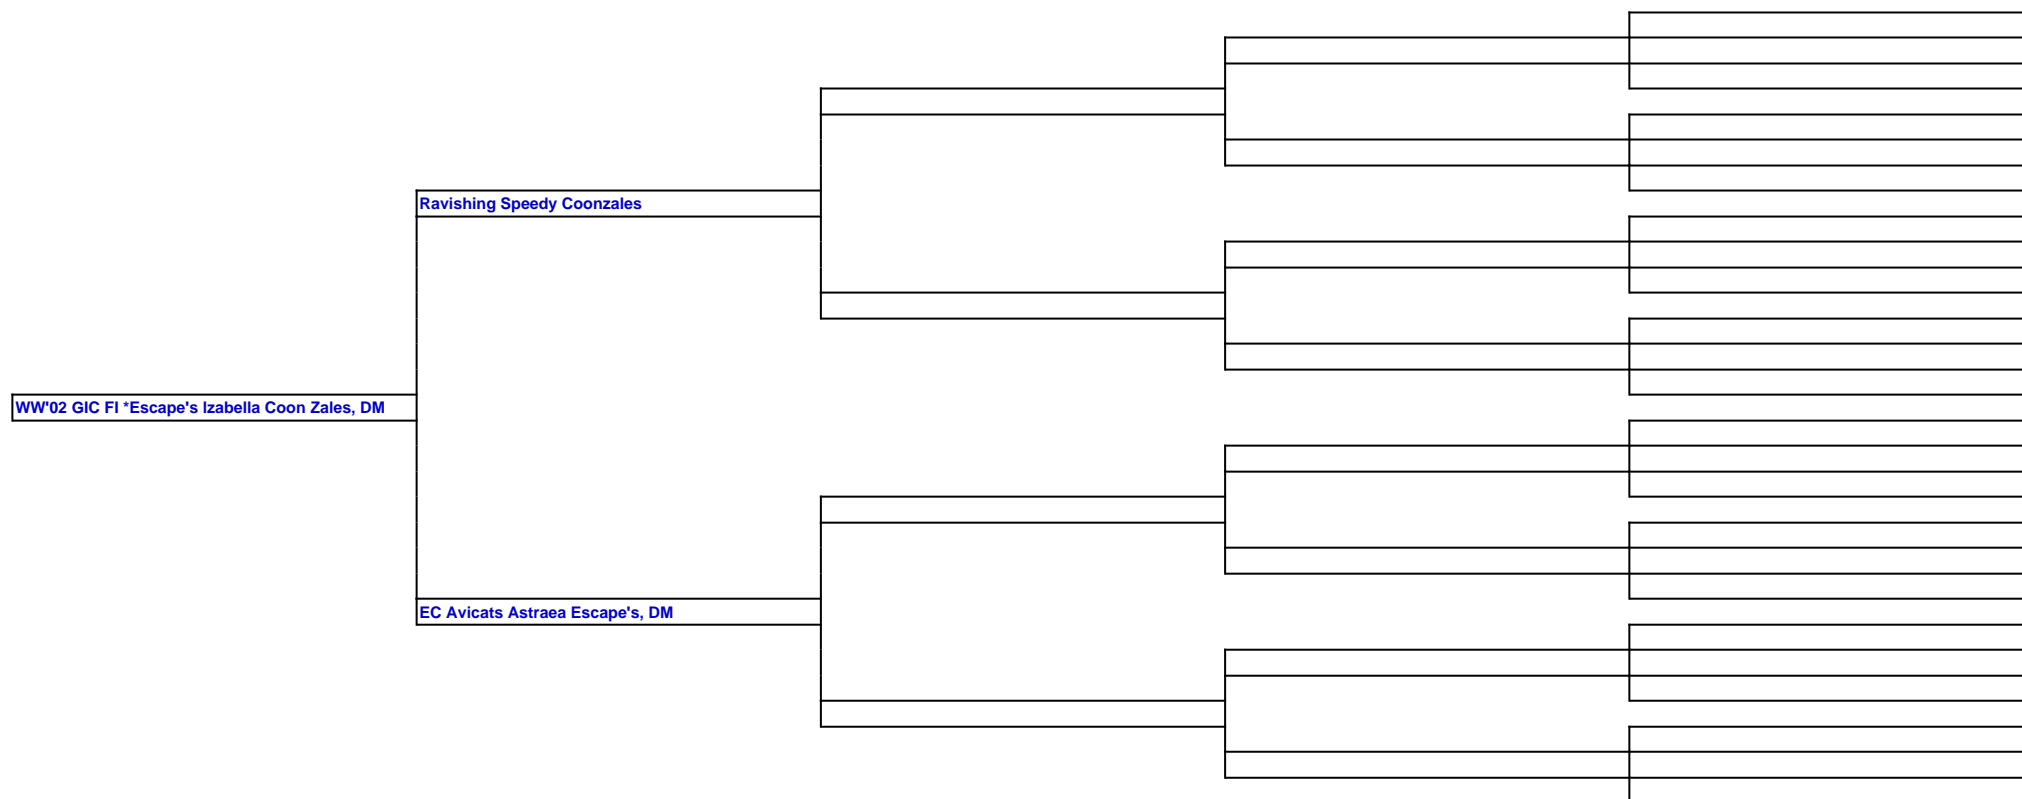 Ravishing Speedy Coonzales
WW'02 GIC FI *Escape's Izabella Coon Zales, DM
EC Avicats Astraea Escape's, DM